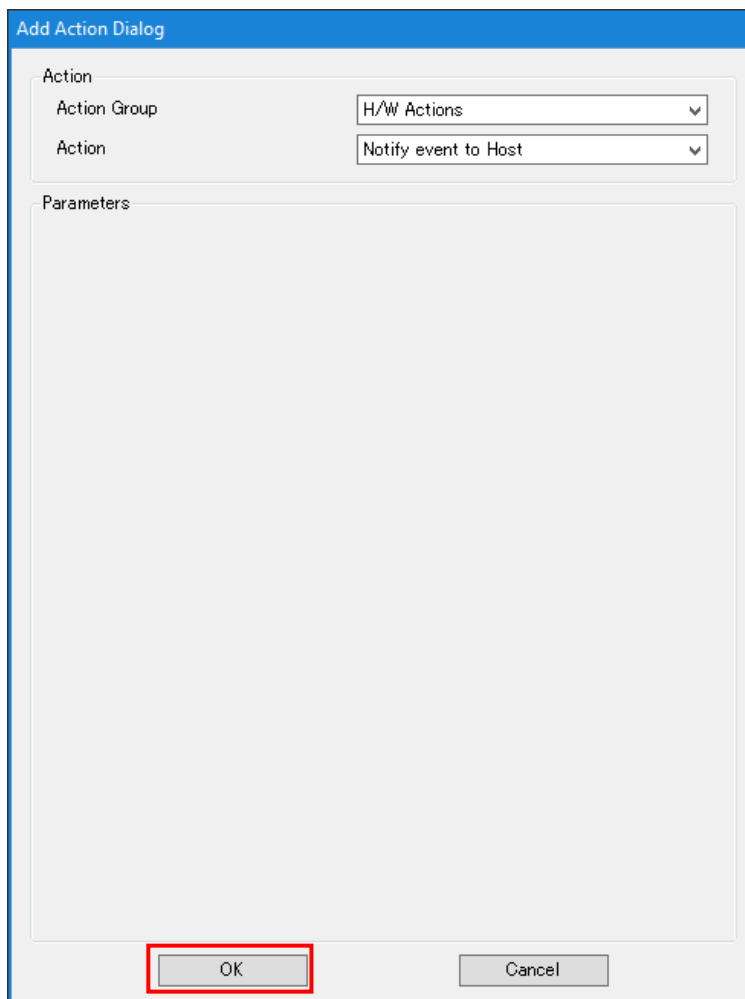 Add Action Dialog
Action
Action Group
H/W Actions
Action
Notify event to Host
Parameters
OK
Cancel